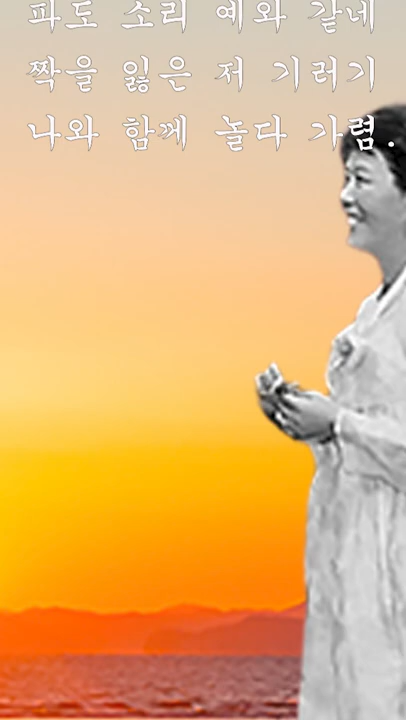 파도 소리 예와 같네
짝을 잃은 저 기러기
나와 함께 놀다 가렴.